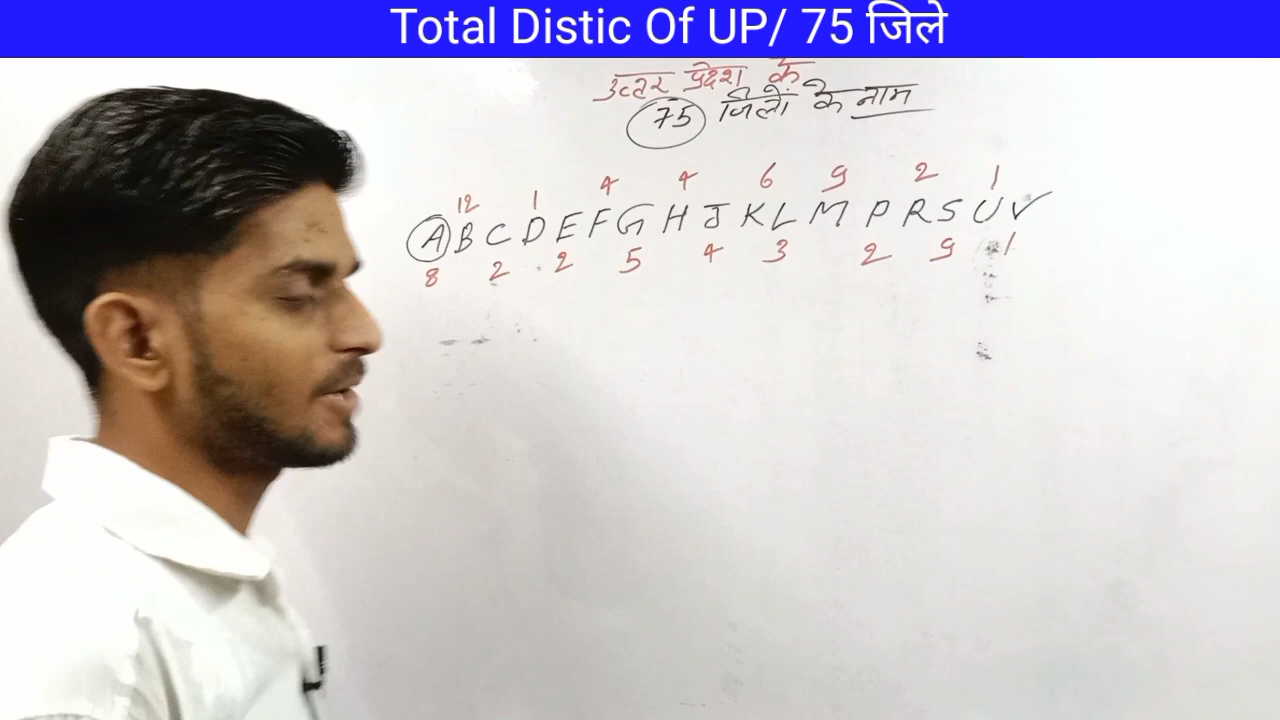 Total Distic Of UP/ 75 जिले
उत्तर प्रदेश के
75 जिलों के नाम
12 1 4 4 6 9 2 1
A B C D E F G H J K L M P R S U V
8 2 2 5 4 3 2 9 1